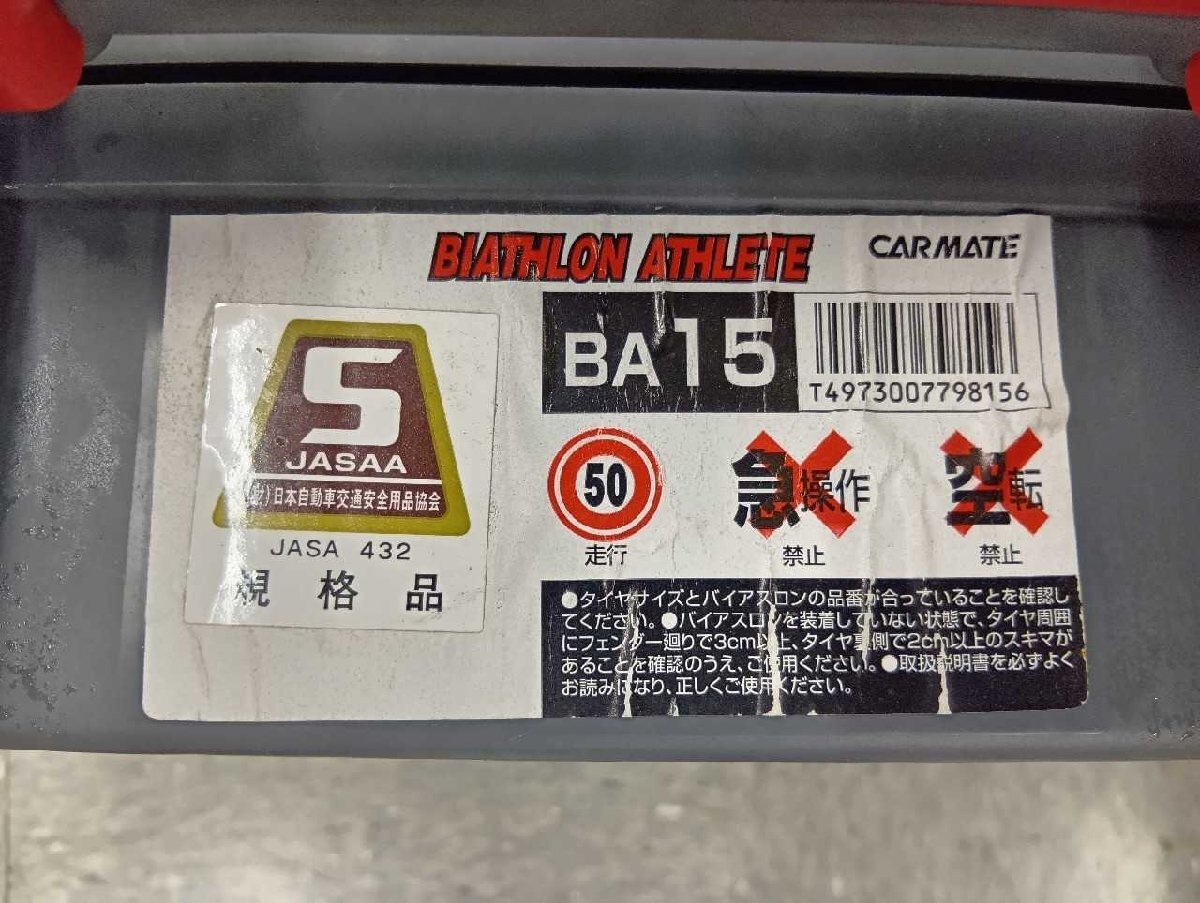 BIATHLON ATHLETE
CARMATE
S
JASAA
財)日本自動車交通安全用品協会
JASA 432
規格品
BA15
T4973007798156
50
走行
急操作
禁止
空転
禁止
●タイヤサイズとバイアスロンの品番が合っていることを確認し
てください。●バイアスロンを装着していない状態で、タイヤ周囲
にフェンダー廻りで3cm以上、タイヤ裏側で2cm以上のスキマが
あることを確認のうえ、ご使用ください。●取扱説明書を必ずよく
お読みになり、正しくご使用ください。